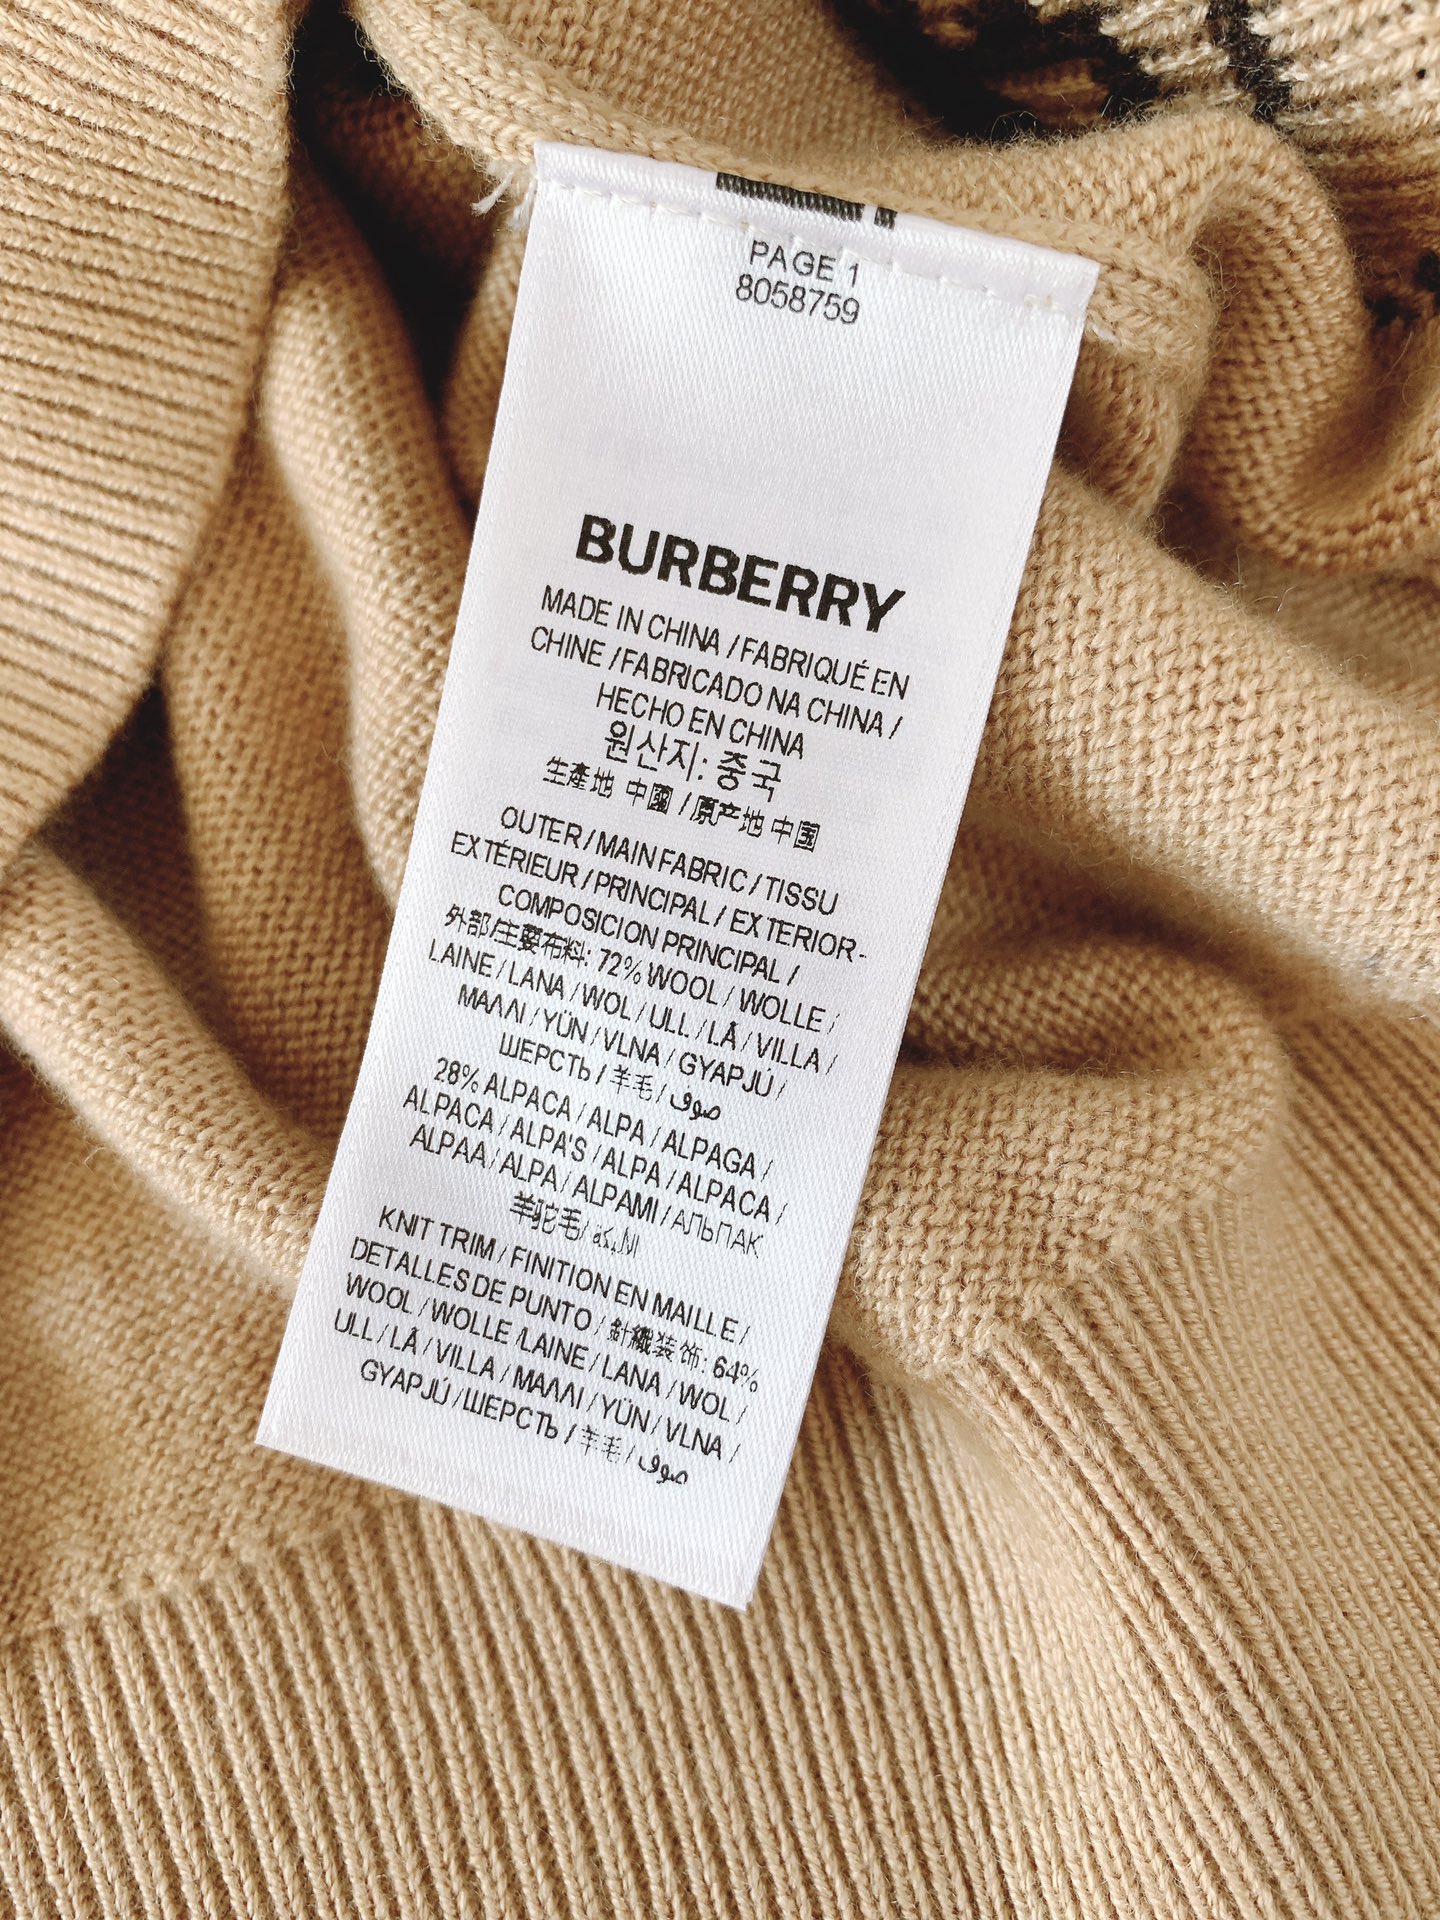 PAGE 1
8058759
BURBERRY
MADE IN CHINA / FABRIQUÉ EN
CHINE / FABRICADO NA CHINA /
HECHO EN CHINA
원산지: 중국
生產地 中國 / 原产地 中国
OUTER / MAIN FABRIC / TISSU
EXTÉRIEUR / PRINCIPAL / EXTERIOR-
COMPOSICION PRINCIPAL /
外部/主要布料: 72% WOOL / WOLLE /
LAINE / LANA / WOL / ULL / LÃ / VILLA /
ΜΑΛΛΙ / YÜN / VLNA / GYAPJÚ /
ШЕРСТЬ / 羊毛 / صوف
28% ALPACA / ALPA / ALPAGA /
ALPACA / ALPA'S / ALPA / ALPACA /
ALPAA / ALPA / ALPAMI / АЛЬПАК
羊驼毛 /
KNIT TRIM / FINITION EN MAILLE /
DETALLES DE PUNTO / 針織装饰: 64%
WOOL / WOLLE /LAINE / LANA / WOL /
ULL / LÃ / VILLA / ΜΑΛΛΙ / YÜN / VLNA /
GYAPJÚ / ШЕРСТЬ / 羊毛 / صوف